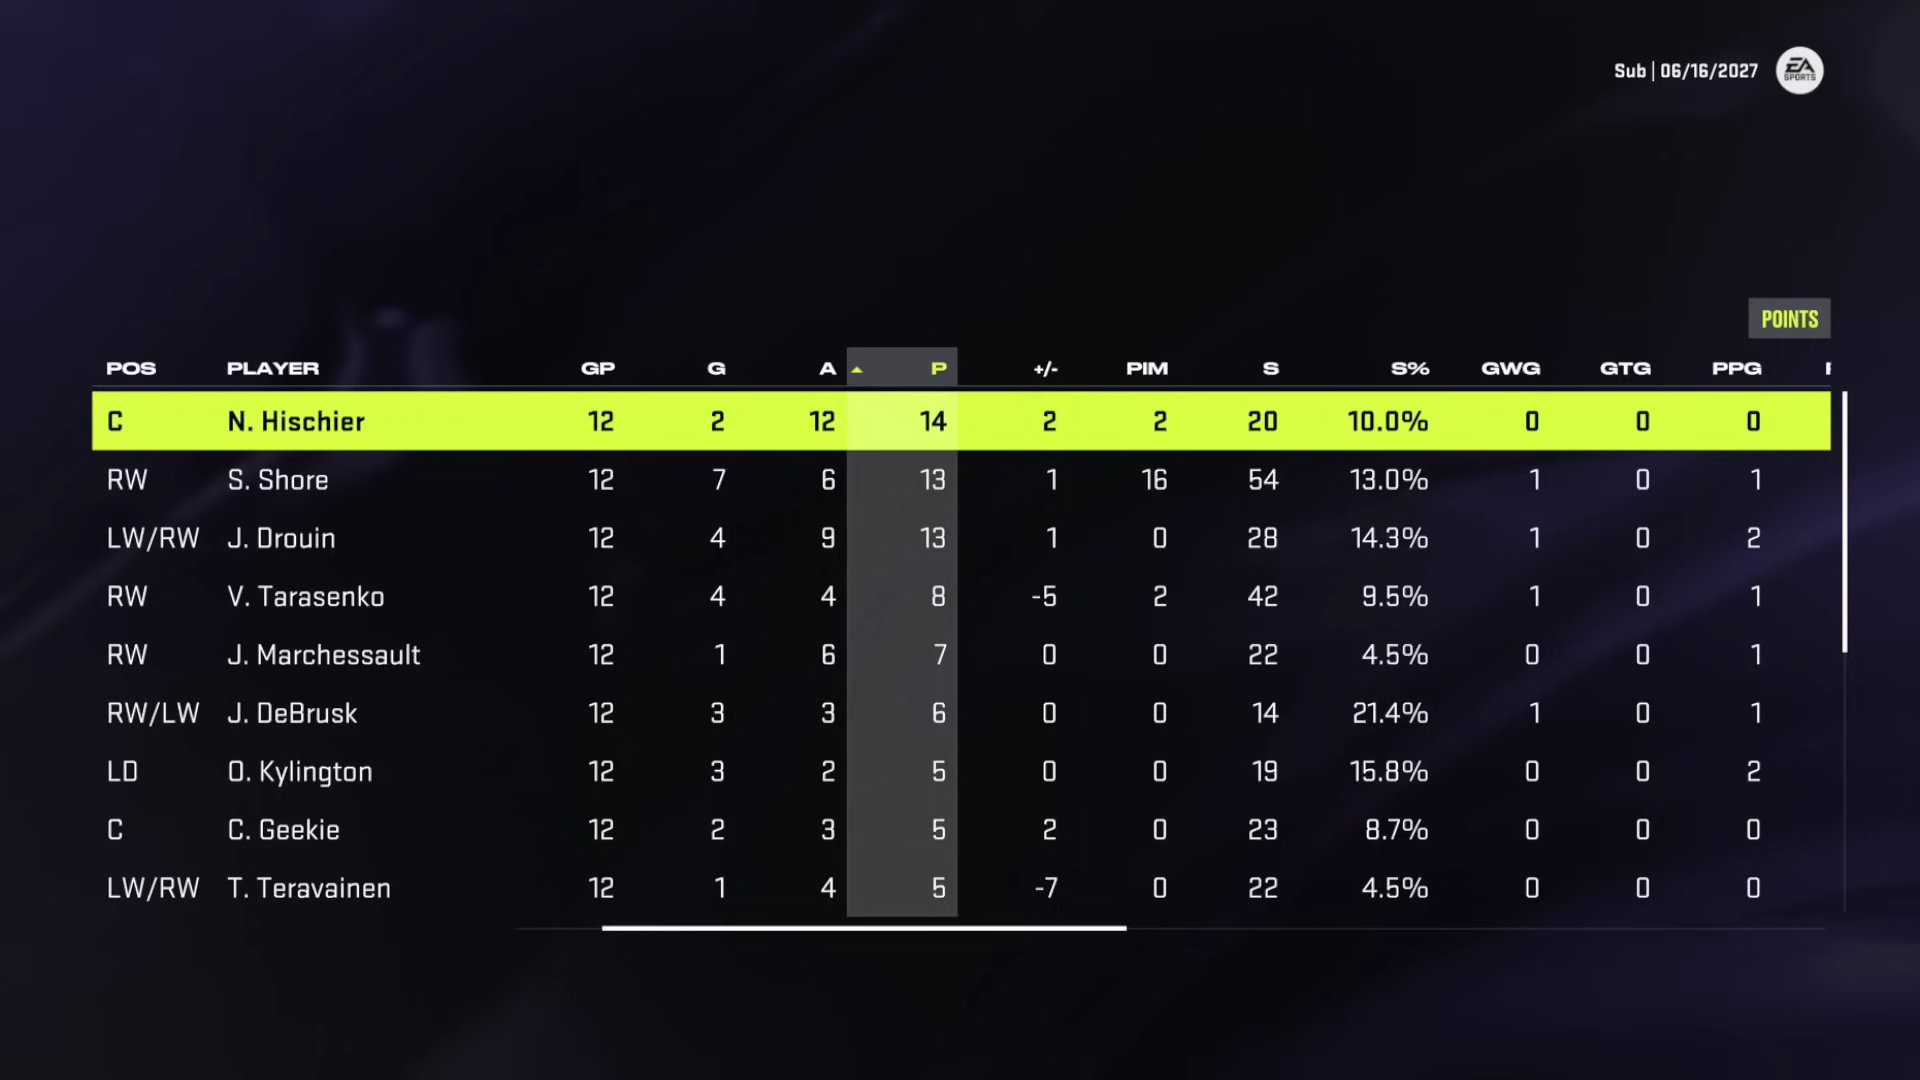 Sub | 06/16/2027 EA SPORTS
POINTS
POS PLAYER GP G A P +/- PIM S S% GWG GTG PPG
C N. Hischier 12 2 12 14 2 2 20 10.0% 0 0 0
RW S. Shore 12 7 6 13 1 16 54 13.0% 1 0 1
LW/RW J. Drouin 12 4 9 13 1 0 28 14.3% 1 0 2
RW V. Tarasenko 12 4 4 8 -5 2 42 9.5% 1 0 1
RW J. Marchessault 12 1 6 7 0 0 22 4.5% 0 0 1
RW/LW J. DeBrusk 12 3 3 6 0 0 14 21.4% 1 0 1
LD O. Kylington 12 3 2 5 0 0 19 15.8% 0 0 2
C C. Geekie 12 2 3 5 2 0 23 8.7% 0 0 0
LW/RW T. Teravainen 12 1 4 5 -7 0 22 4.5% 0 0 0